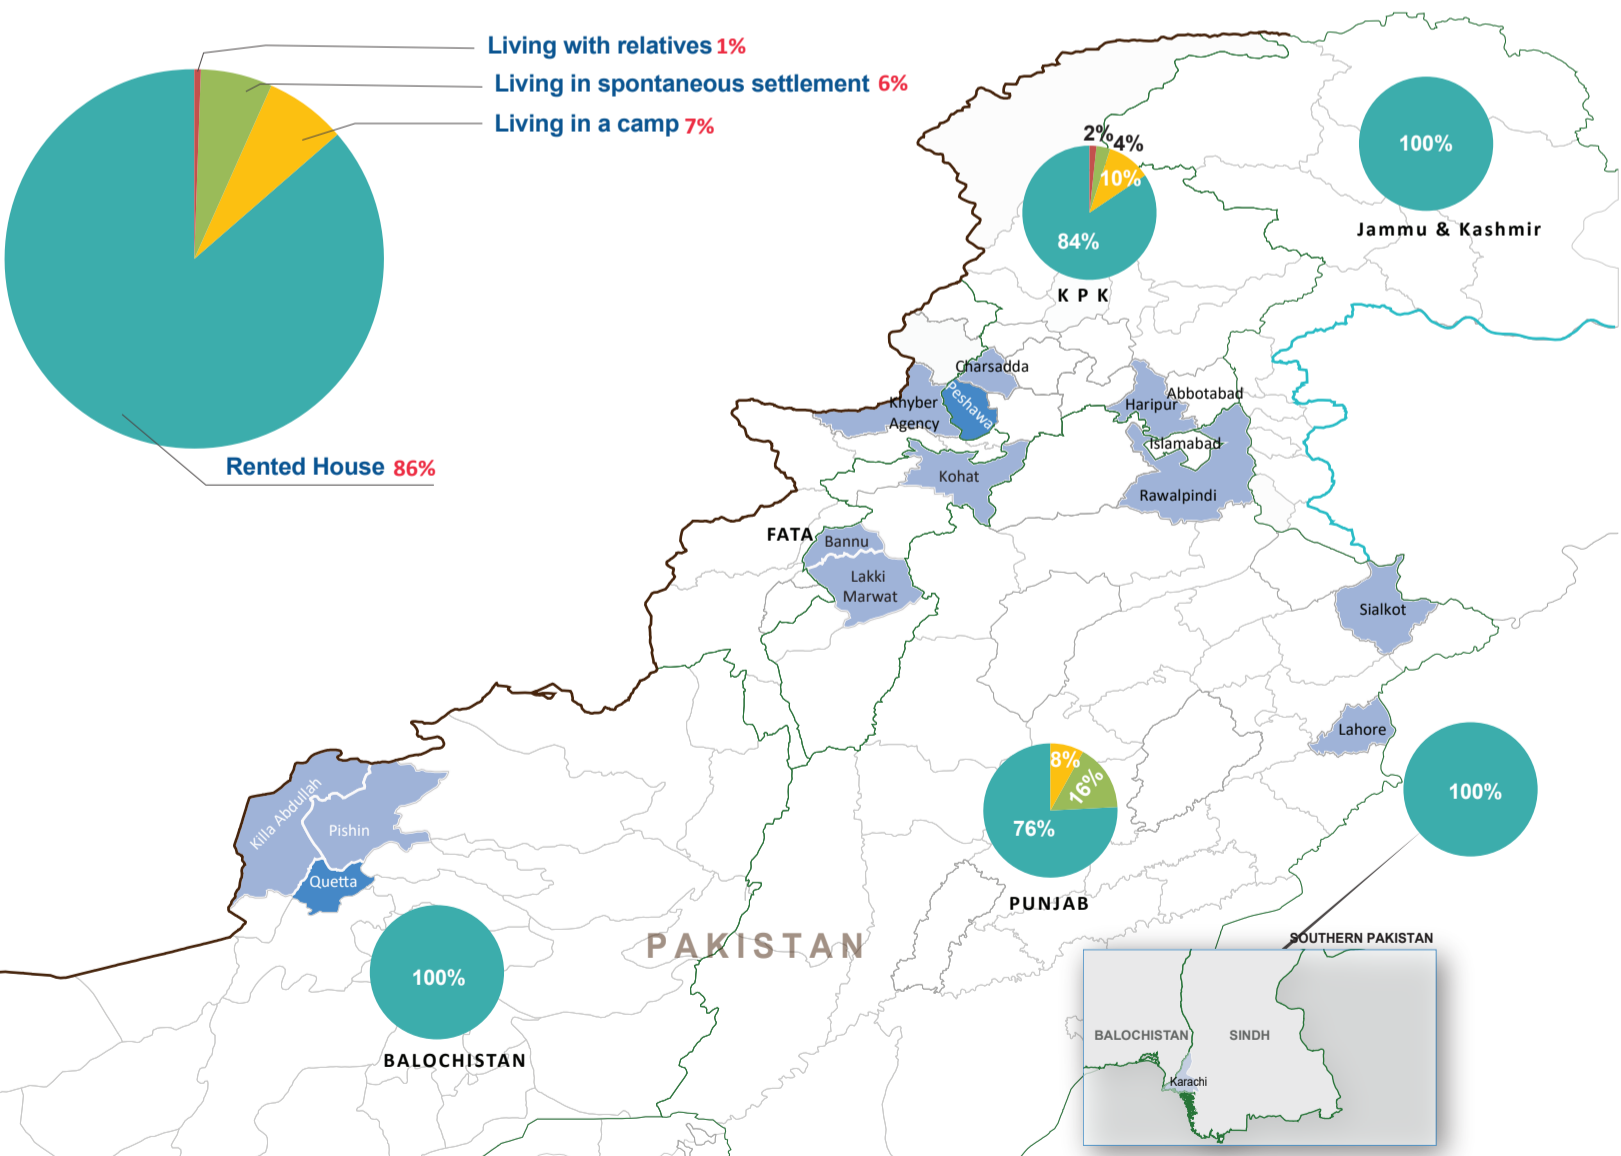 Living with relatives 1%
Living in spontaneous settlement 6%
Living in a camp 7%
Rented House 86%
2%
4%
10%
84%
K P K
100%
Jammu & Kashmir
Charsadda
Peshawa
Khyber
Agency
Abbotabad
Haripur
Islamabad
Kohat
Rawalpindi
FATA
Bannu
Lakki
Marwat
Sialkot
Lahore
8%
16%
76%
PUNJAB
100%
Killa Abdullah
Pishin
Quetta
100%
BALOCHISTAN
PAKISTAN
SOUTHERN PAKISTAN
BALOCHISTAN
SINDH
Karachi